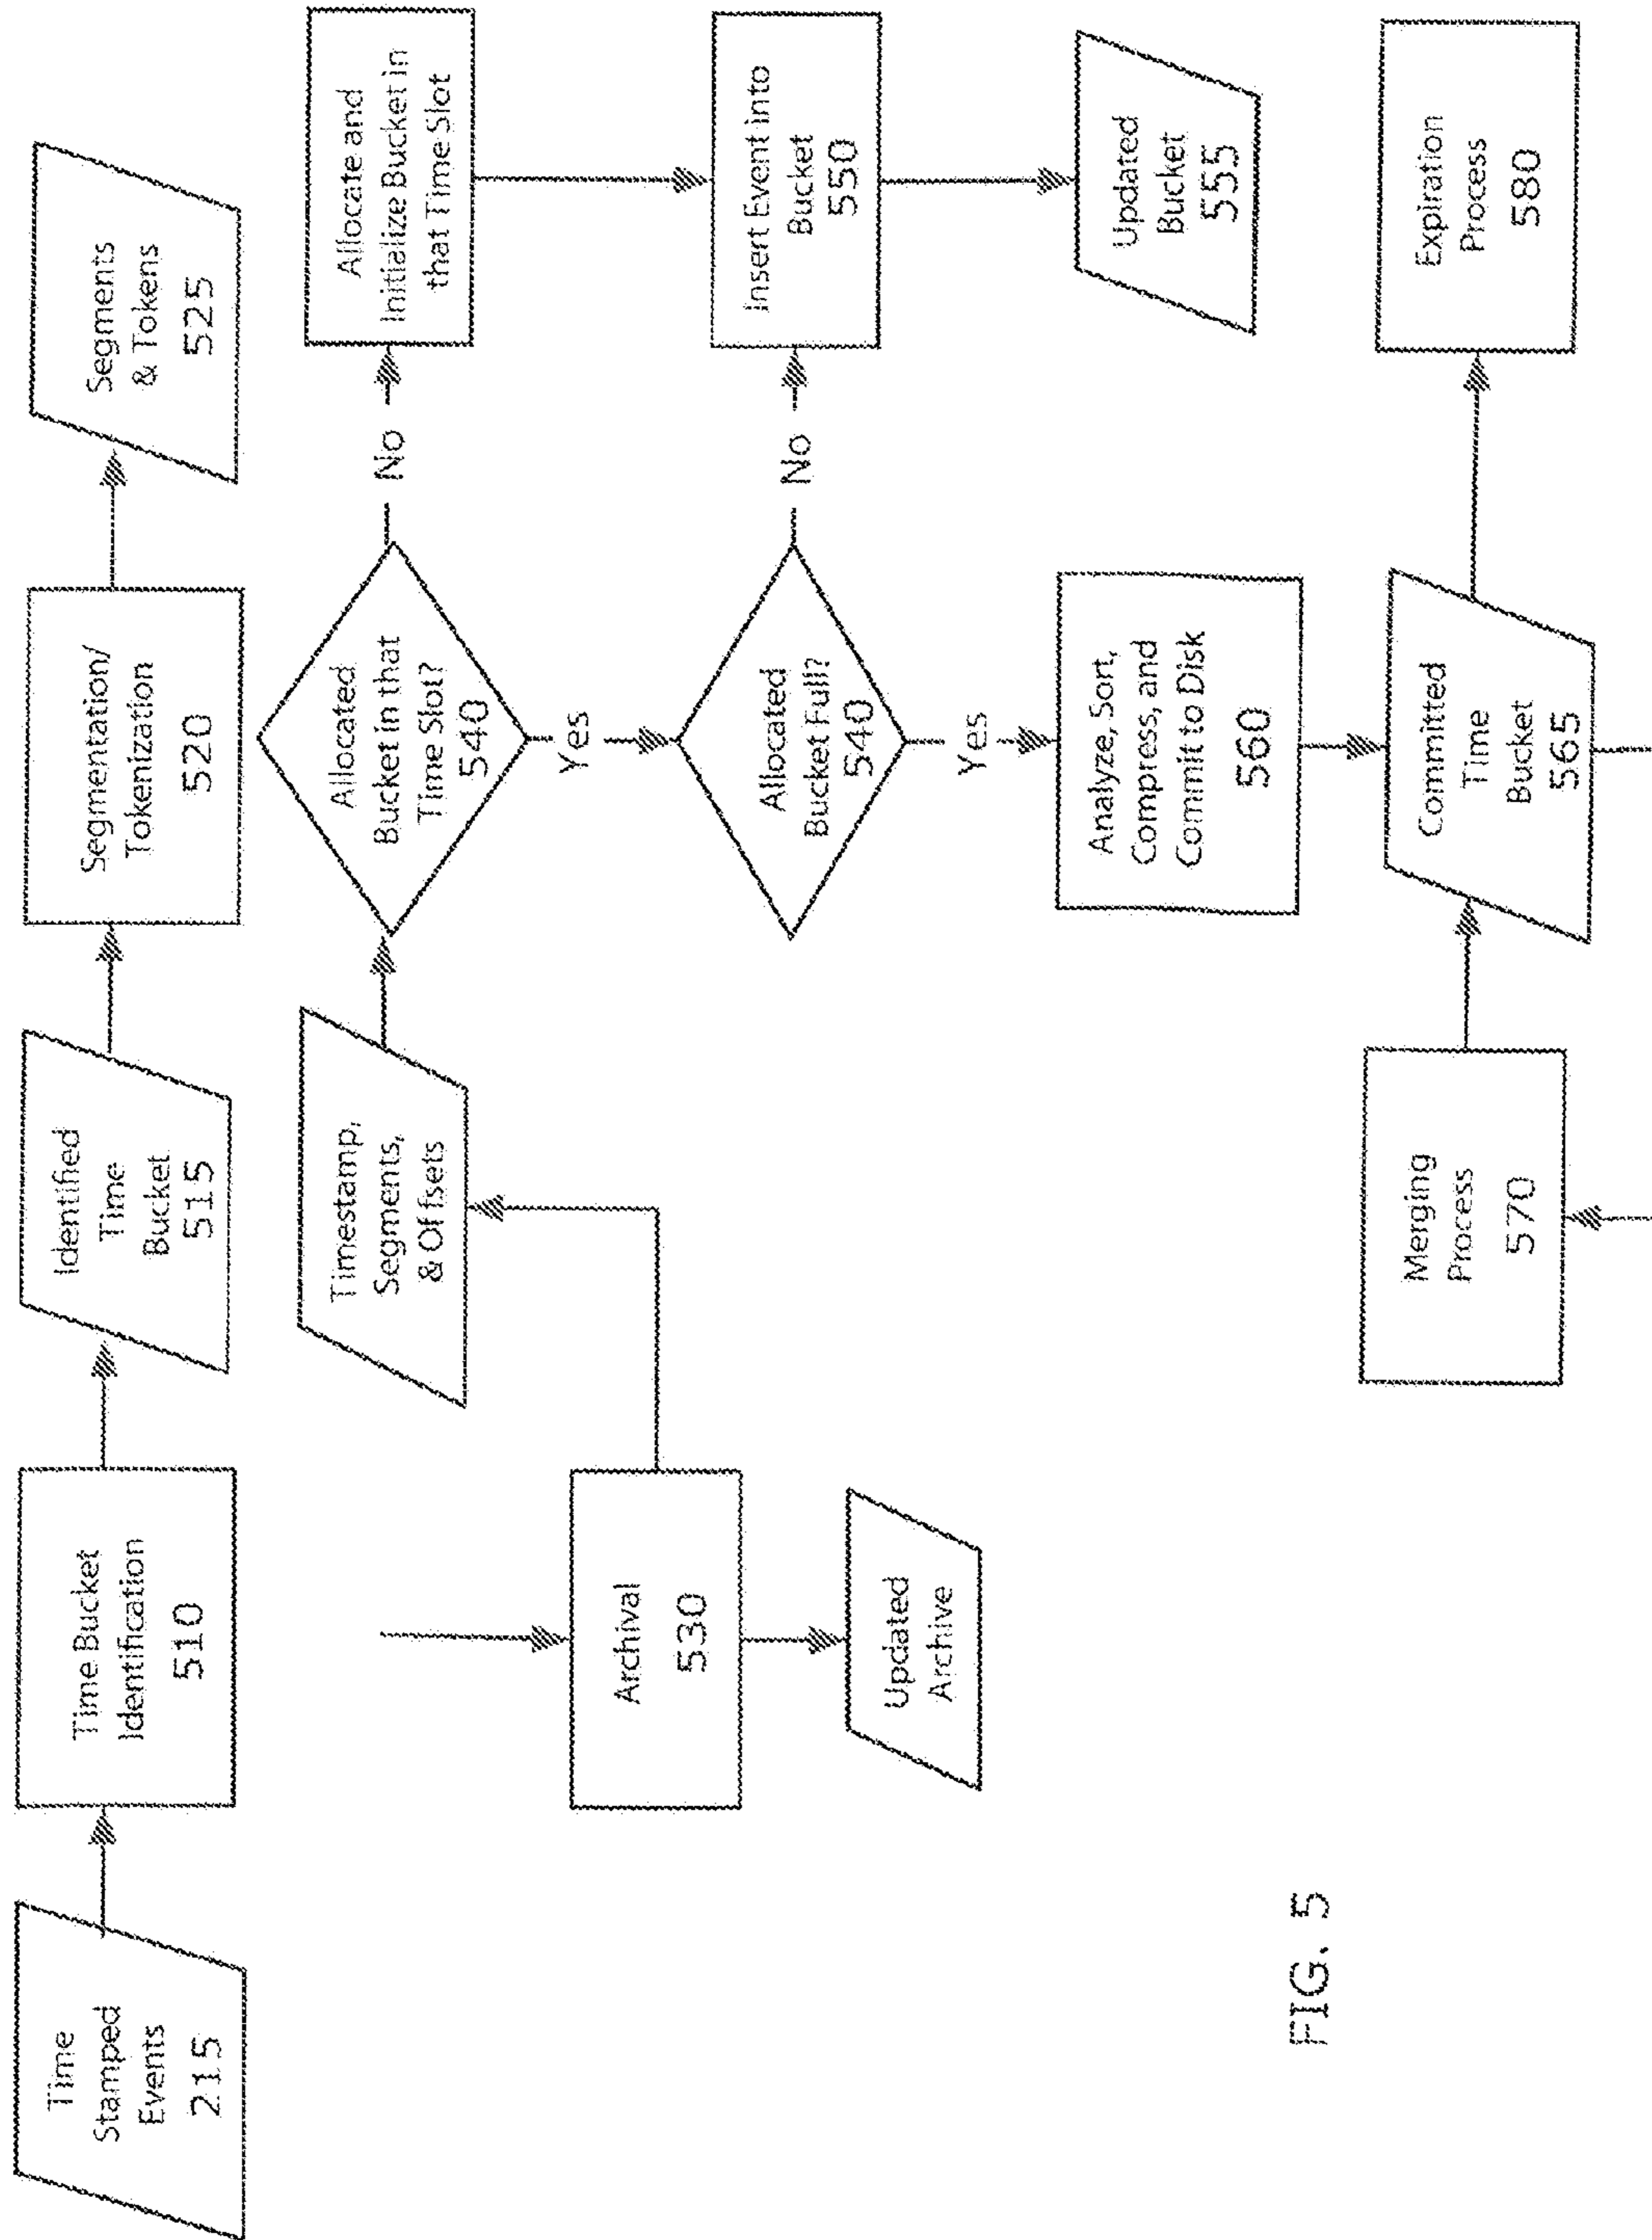 Time
Stamped
Events
215
Time Bucket
Identification
510
Identified
Time
Bucket
515
Segmentation/
Tokenization
520
Segments
& Tokens
525
Archival
530
Updated
Archive
Timestamp,
Segments,
& Offsets
Allocated
Bucket in that
Time Slot?
540
No
Allocate and
Initialize Bucket in
that Time Slot
Yes
Allocated
Bucket Full?
540
No
Insert Event into
Bucket
550
Updated
Bucket
555
Yes
Analyze, Sort,
Compress, and
Commit to Disk
560
Merging
Process
570
Committed
Time
Bucket
565
Expiration
Process
580
FIG. 5